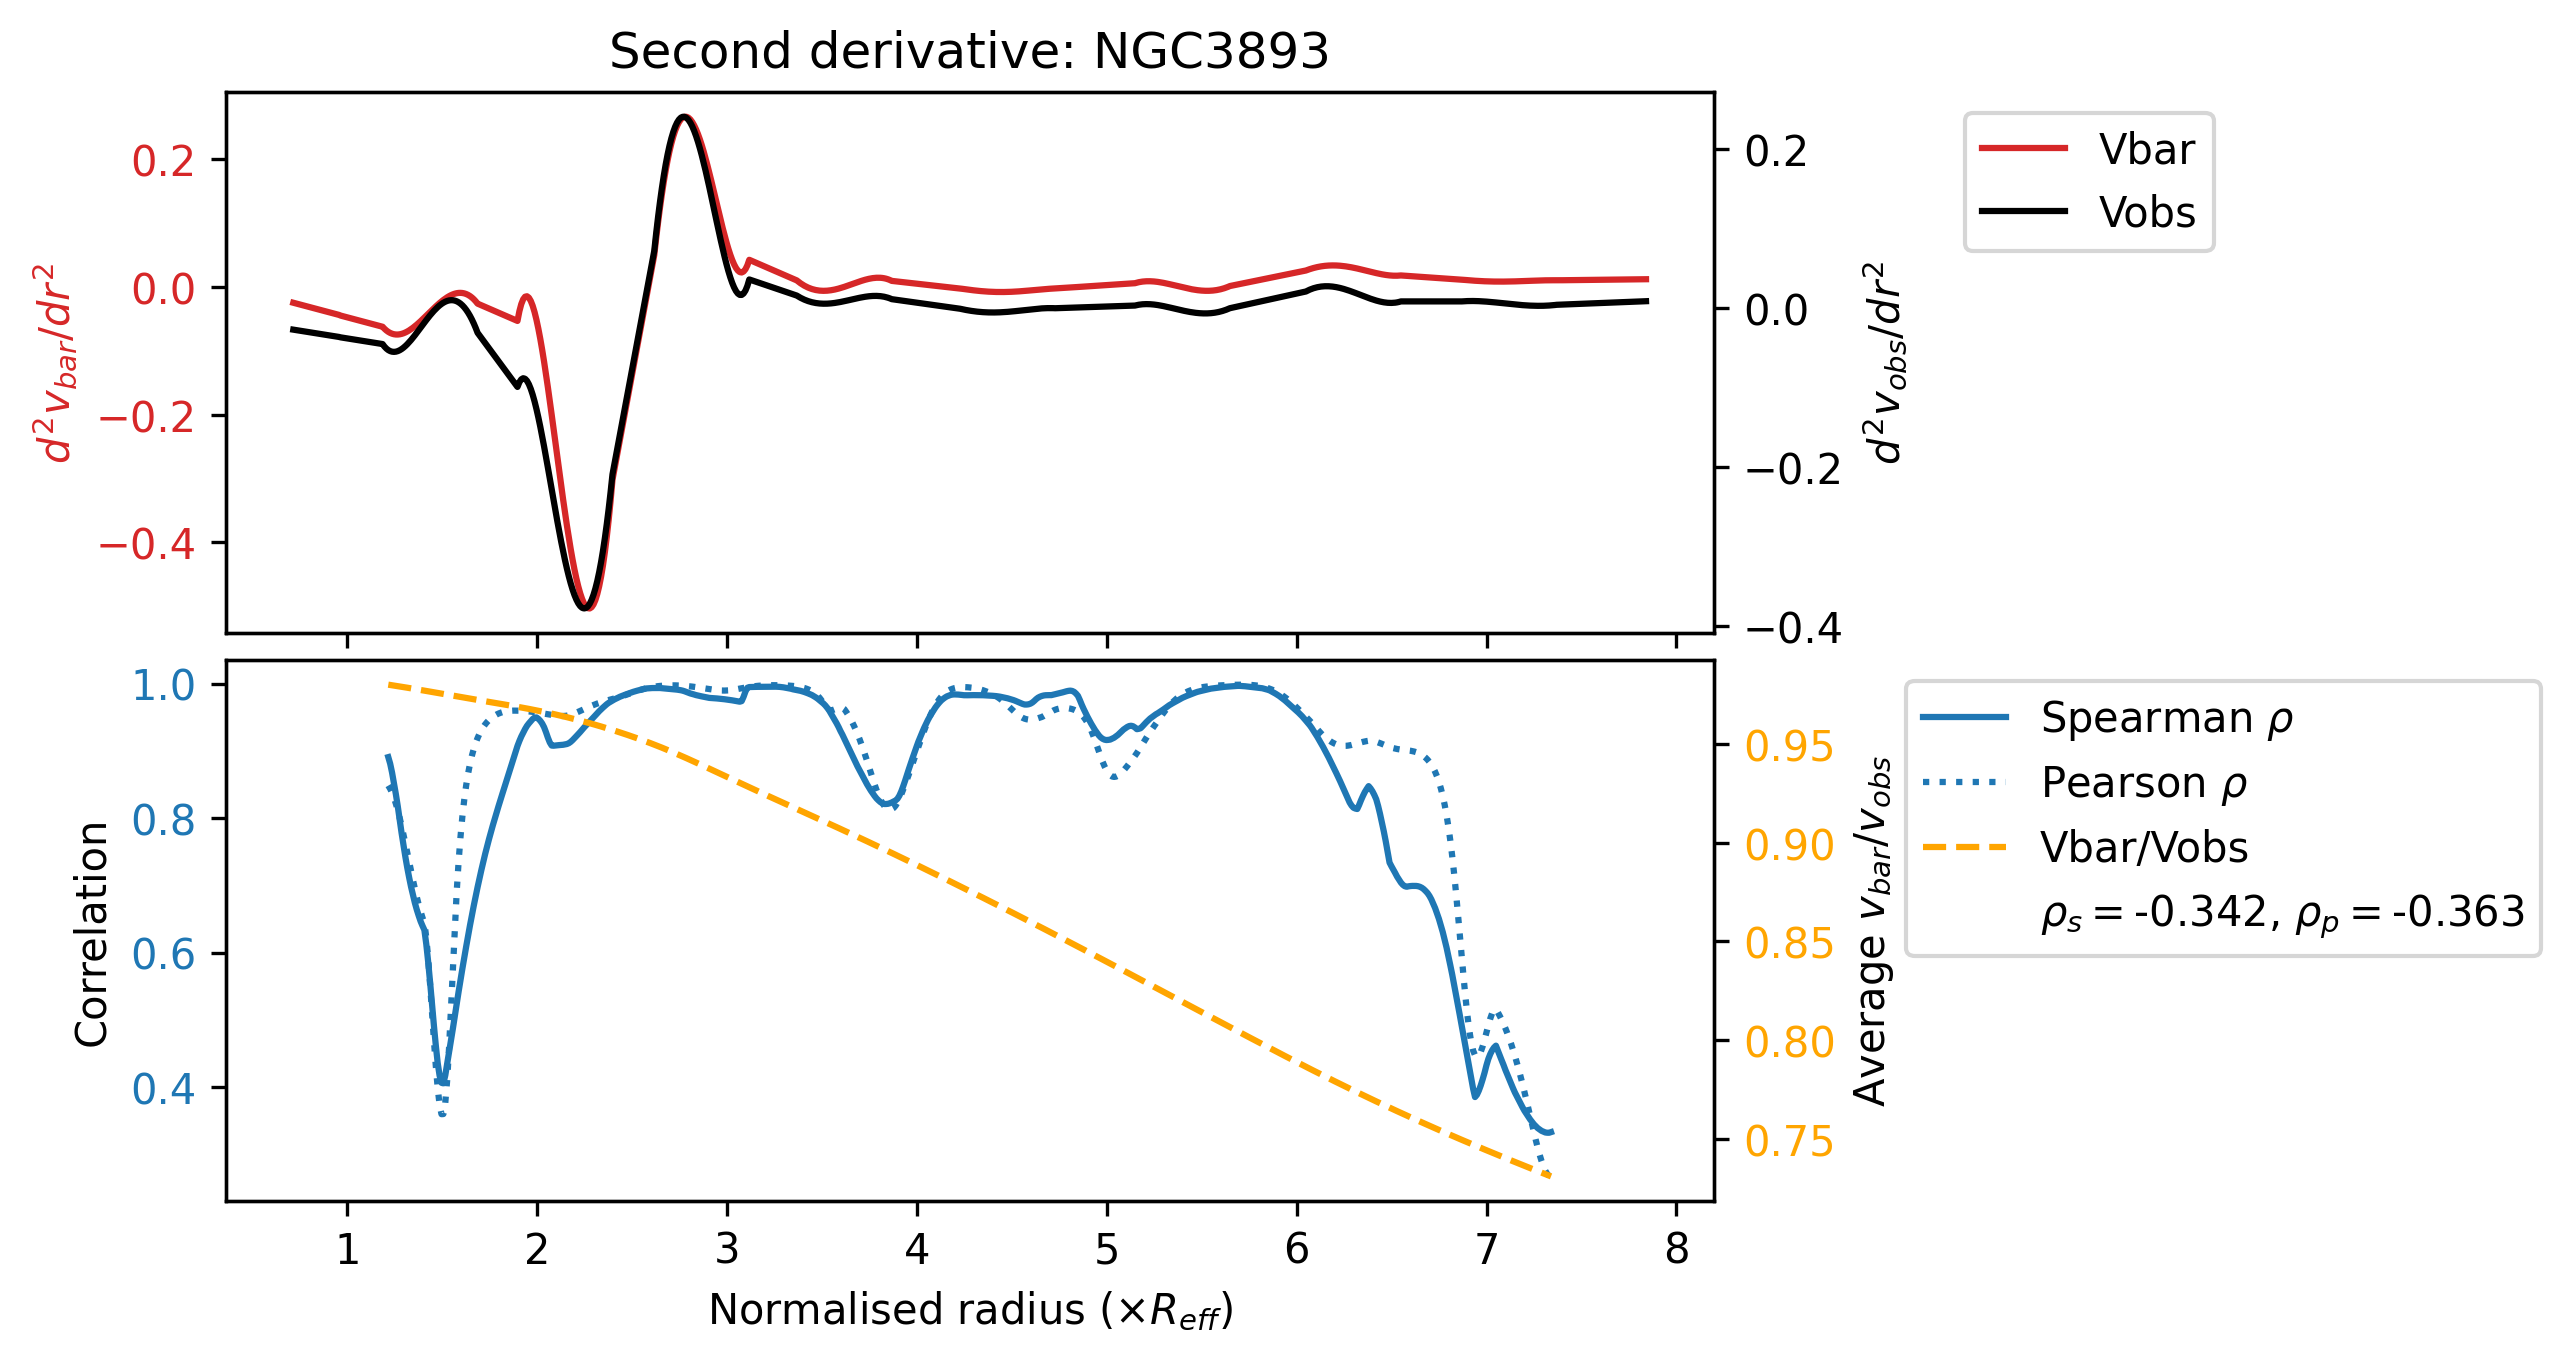 Second derivative: NGC3893
0.2
0.0
−0.2
−0.4
d²v_bar/dr²
0.2
0.0
−0.2
−0.4
d²v_obs/dr²
Vbar
Vobs
1.0
0.8
0.6
0.4
Correlation
0.95
0.90
0.85
0.80
0.75
Average v_bar/v_obs
Spearman ρ
Pearson ρ
Vbar/Vobs
ρ_s = -0.342, ρ_p = -0.363
1 2 3 4 5 6 7 8
Normalised radius (×R_eff)